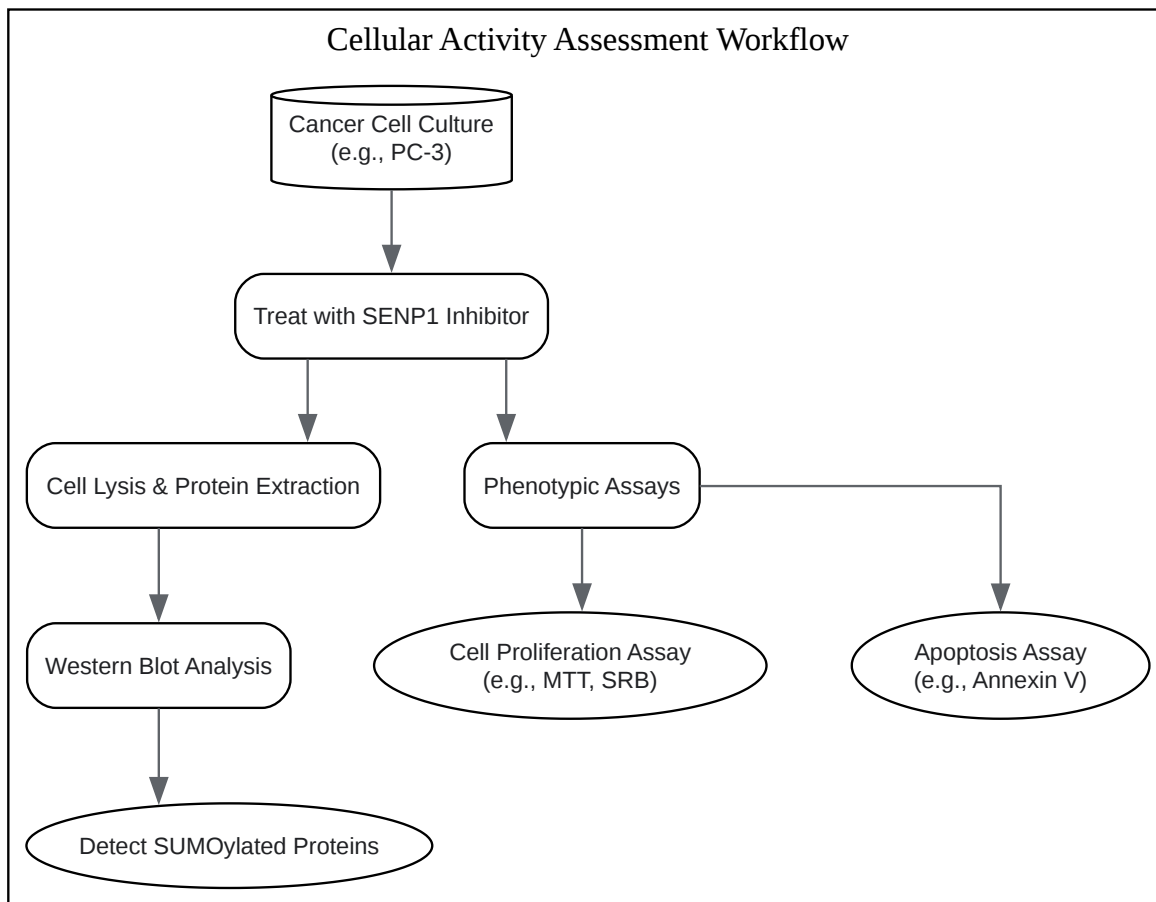 Cellular Activity Assessment Workflow
Cancer Cell Culture
(e.g., PC-3)
Treat with SENP1 Inhibitor
Cell Lysis & Protein Extraction
Phenotypic Assays
Western Blot Analysis
Cell Proliferation Assay
(e.g., MTT, SRB)
Apoptosis Assay
(e.g., Annexin V)
Detect SUMOylated Proteins